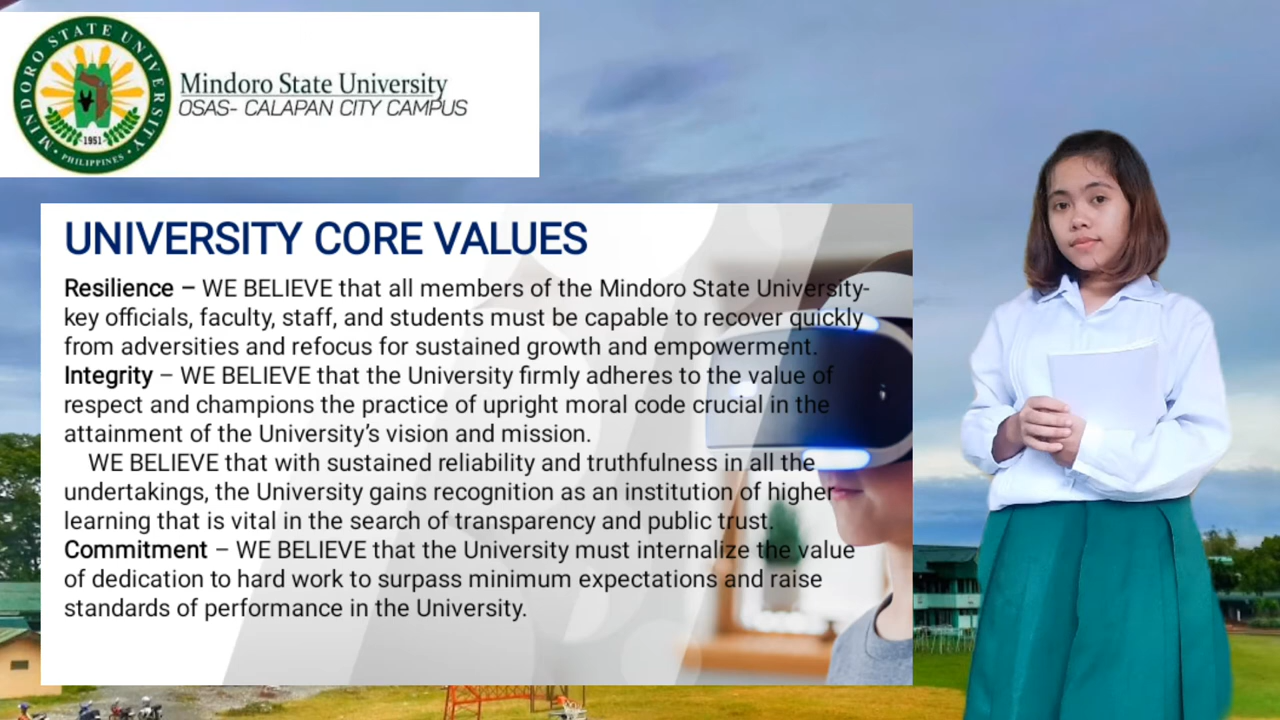 MINDORO STATE UNIVERSITY
1951
• PHILIPPINES •
Mindoro State University
OSAS- CALAPAN CITY CAMPUS
UNIVERSITY CORE VALUES
Resilience – WE BELIEVE that all members of the Mindoro State University-
key officials, faculty, staff, and students must be capable to recover quickly
from adversities and refocus for sustained growth and empowerment.
Integrity – WE BELIEVE that the University firmly adheres to the value of
respect and champions the practice of upright moral code crucial in the
attainment of the University’s vision and mission.
WE BELIEVE that with sustained reliability and truthfulness in all the
undertakings, the University gains recognition as an institution of higher
learning that is vital in the search of transparency and public trust.
Commitment – WE BELIEVE that the University must internalize the value
of dedication to hard work to surpass minimum expectations and raise
standards of performance in the University.